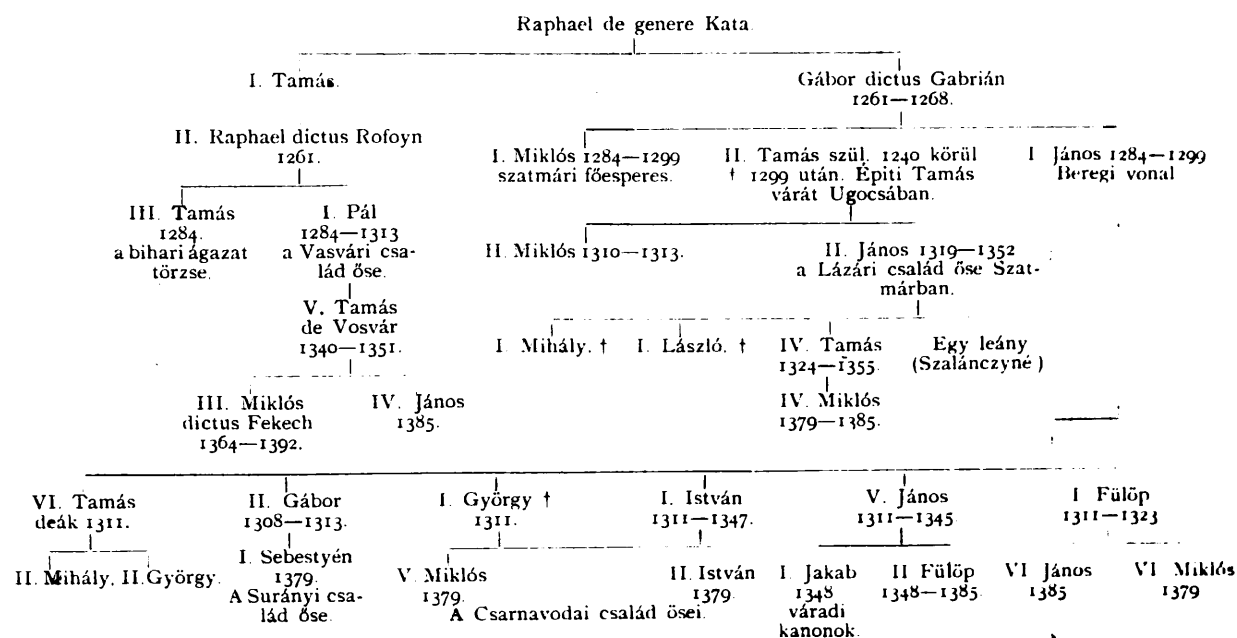 Raphael de genere Kata.
I. Tamás.
Gábor dictus Gabrián
1261—1268.
II. Raphael dictus Rofoyn
1261.
I. Miklós 1284—1299
szatmári főesperes.
II. Tamás szül. 1240 körül
† 1299 után. Épiti Tamás
várát Ugocsában.
I János 1284—1299
Beregi vonal
III. Tamás
1284.
a bihari ágazat
törzse.
I. Pál
1284—1313
a Vasvári csa-
lád őse.
II. Miklós 1310—1313.
II. János 1319—1352
a Lázári család őse Szat-
márban.
V. Tamás
de Vosvár
1340—1351.
I. Mihály. †
I. László. †
IV. Tamás
1324—1355.
Egy leány
(Szalánczyné)
III. Miklós
dictus Fekech
1364—1392.
IV. János
1385.
IV. Miklós
1379—1385.
VI. Tamás
deák 1311.
II. Gábor
1308—1313.
I. György †
1311.
I. István
1311—1347.
V. János
1311—1345.
I Fülöp
1311—1323
II. Mihály, II. György.
I. Sebestyén
1379.
A Surányi csa-
lád őse.
V. Miklós
1379.
II. István
1379.
A Csarnavodai család ősei.
I. Jakab
1348
váradi
kanonok.
II Fülöp
1348—1385.
VI János
1385
VI Miklós
1379